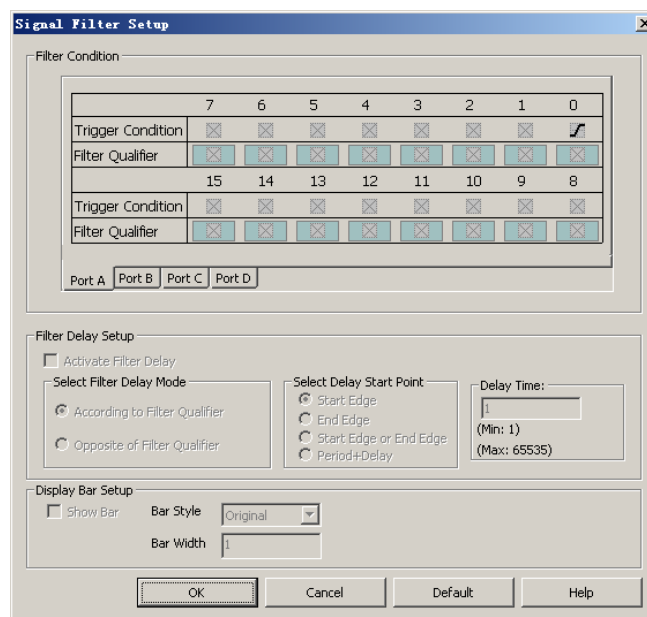 Signal Filter Setup
Filter Condition
7 6 5 4 3 2 1 0
Trigger Condition
Filter Qualifier
15 14 13 12 11 10 9 8
Trigger Condition
Filter Qualifier
Port A Port B Port C Port D
Filter Delay Setup
Activate Filter Delay
Select Filter Delay Mode
According to Filter Qualifier
Opposite of Filter Qualifier
Select Delay Start Point
Start Edge
End Edge
Start Edge or End Edge
Period+Delay
Delay Time:
1
(Min: 1)
(Max: 65535)
Display Bar Setup
Show Bar
Bar Style Original
Bar Width 1
OK Cancel Default Help